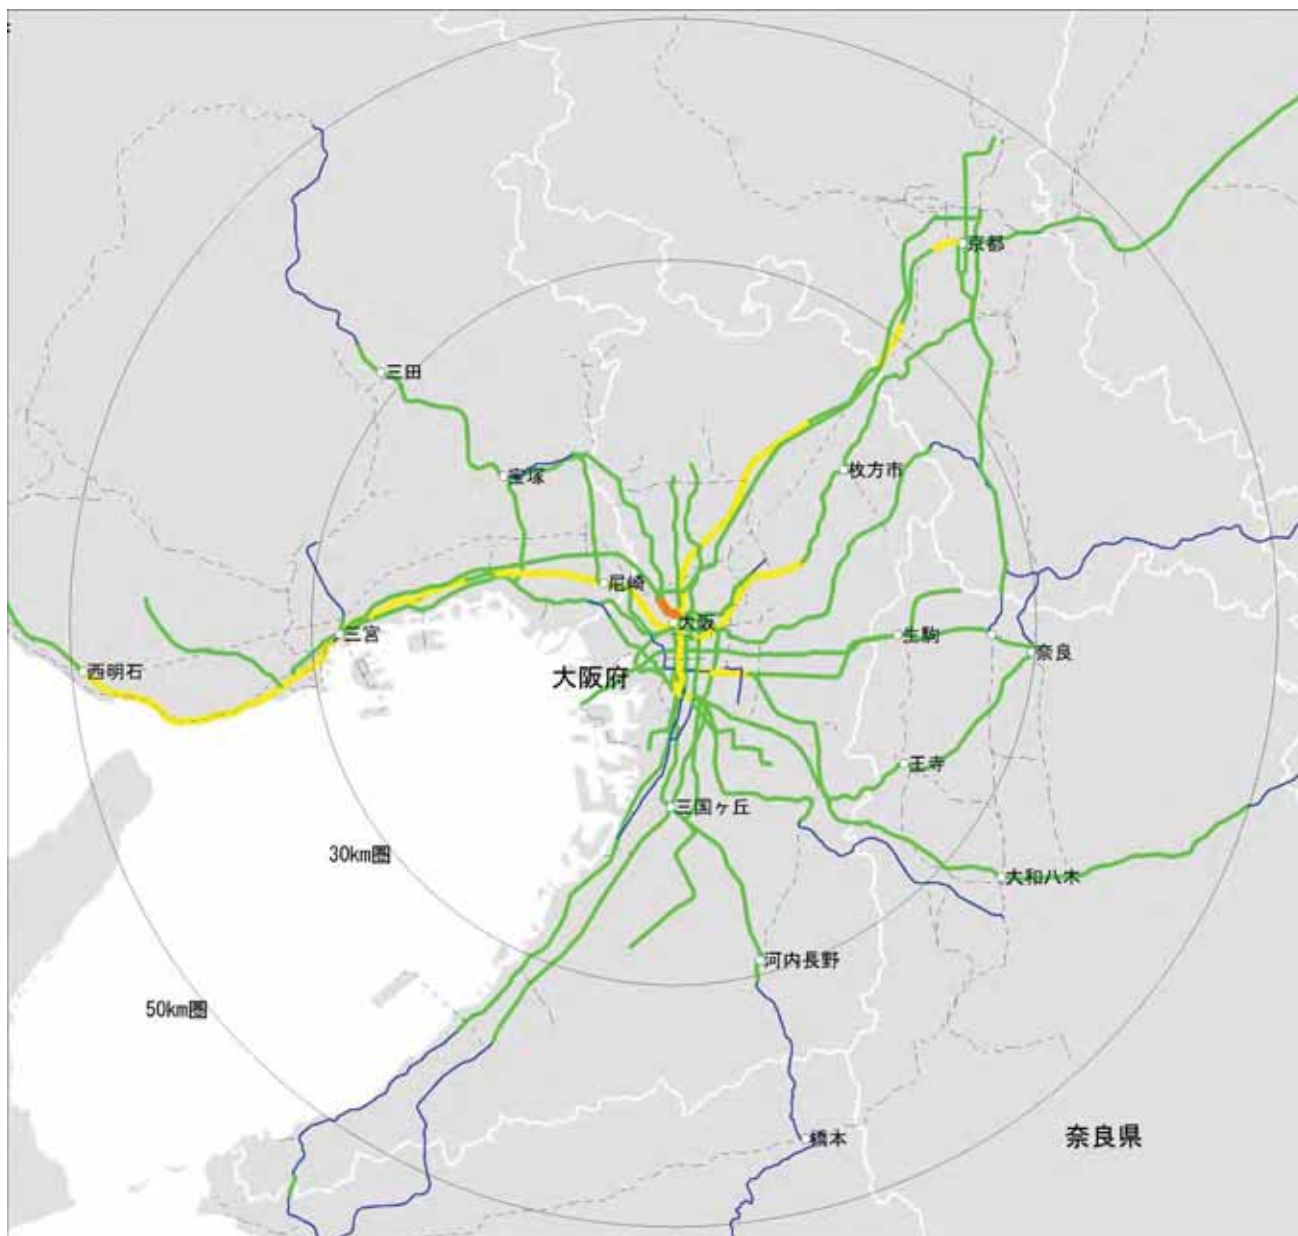 京都
三田
宝塚
枚方市
尼崎
大阪
三宮
生駒
奈良
西明石
大阪府
王寺
三国ヶ丘
30km圏
大和八木
河内長野
50km圏
橋本
奈良県